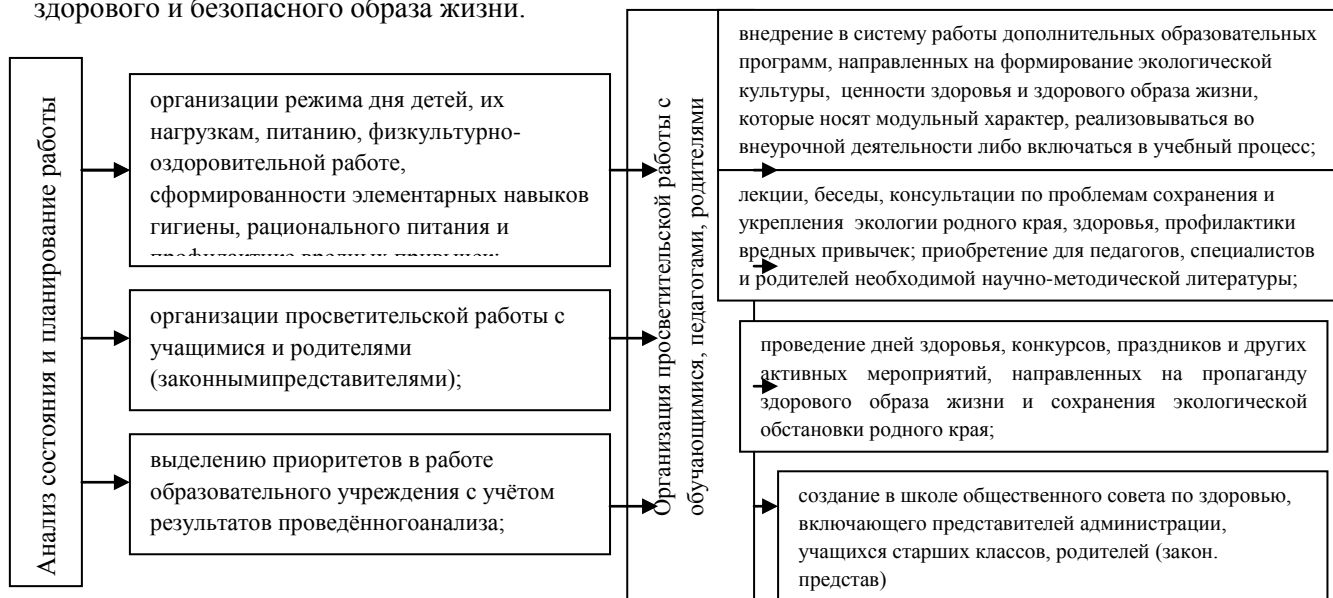 здорового и безопасного образа жизни.
Анализ состояния и планирование работы
организации режима дня детей, их
нагрузкам, питанию, физкультурно-
оздоровительной работе,
сформированности элементарных навыков
гигиены, рационального питания и
профилактике вредных привычек;
организации просветительской работы с
учащимися и родителями
(законнымипредставителями);
выделению приоритетов в работе
образовательного учреждения с учётом
результатов проведённогоанализа;
Организация просветительской работы с
обучающимися, педагогами, родителями
внедрение в систему работы дополнительных образовательных
программ, направленных на формирование экологической
культуры, ценности здоровья и здорового образа жизни,
которые носят модульный характер, реализовываться во
внеурочной деятельности либо включаться в учебный процесс;
лекции, беседы, консультации по проблемам сохранения и
укрепления экологии родного края, здоровья, профилактики
вредных привычек; приобретение для педагогов, специалистов
и родителей необходимой научно-методической литературы;
проведение дней здоровья, конкурсов, праздников и других
активных мероприятий, направленных на пропаганду
здорового образа жизни и сохранения экологической
обстановки родного края;
создание в школе общественного совета по здоровью,
включающего представителей администрации,
учащихся старших классов, родителей (закон.
представ)